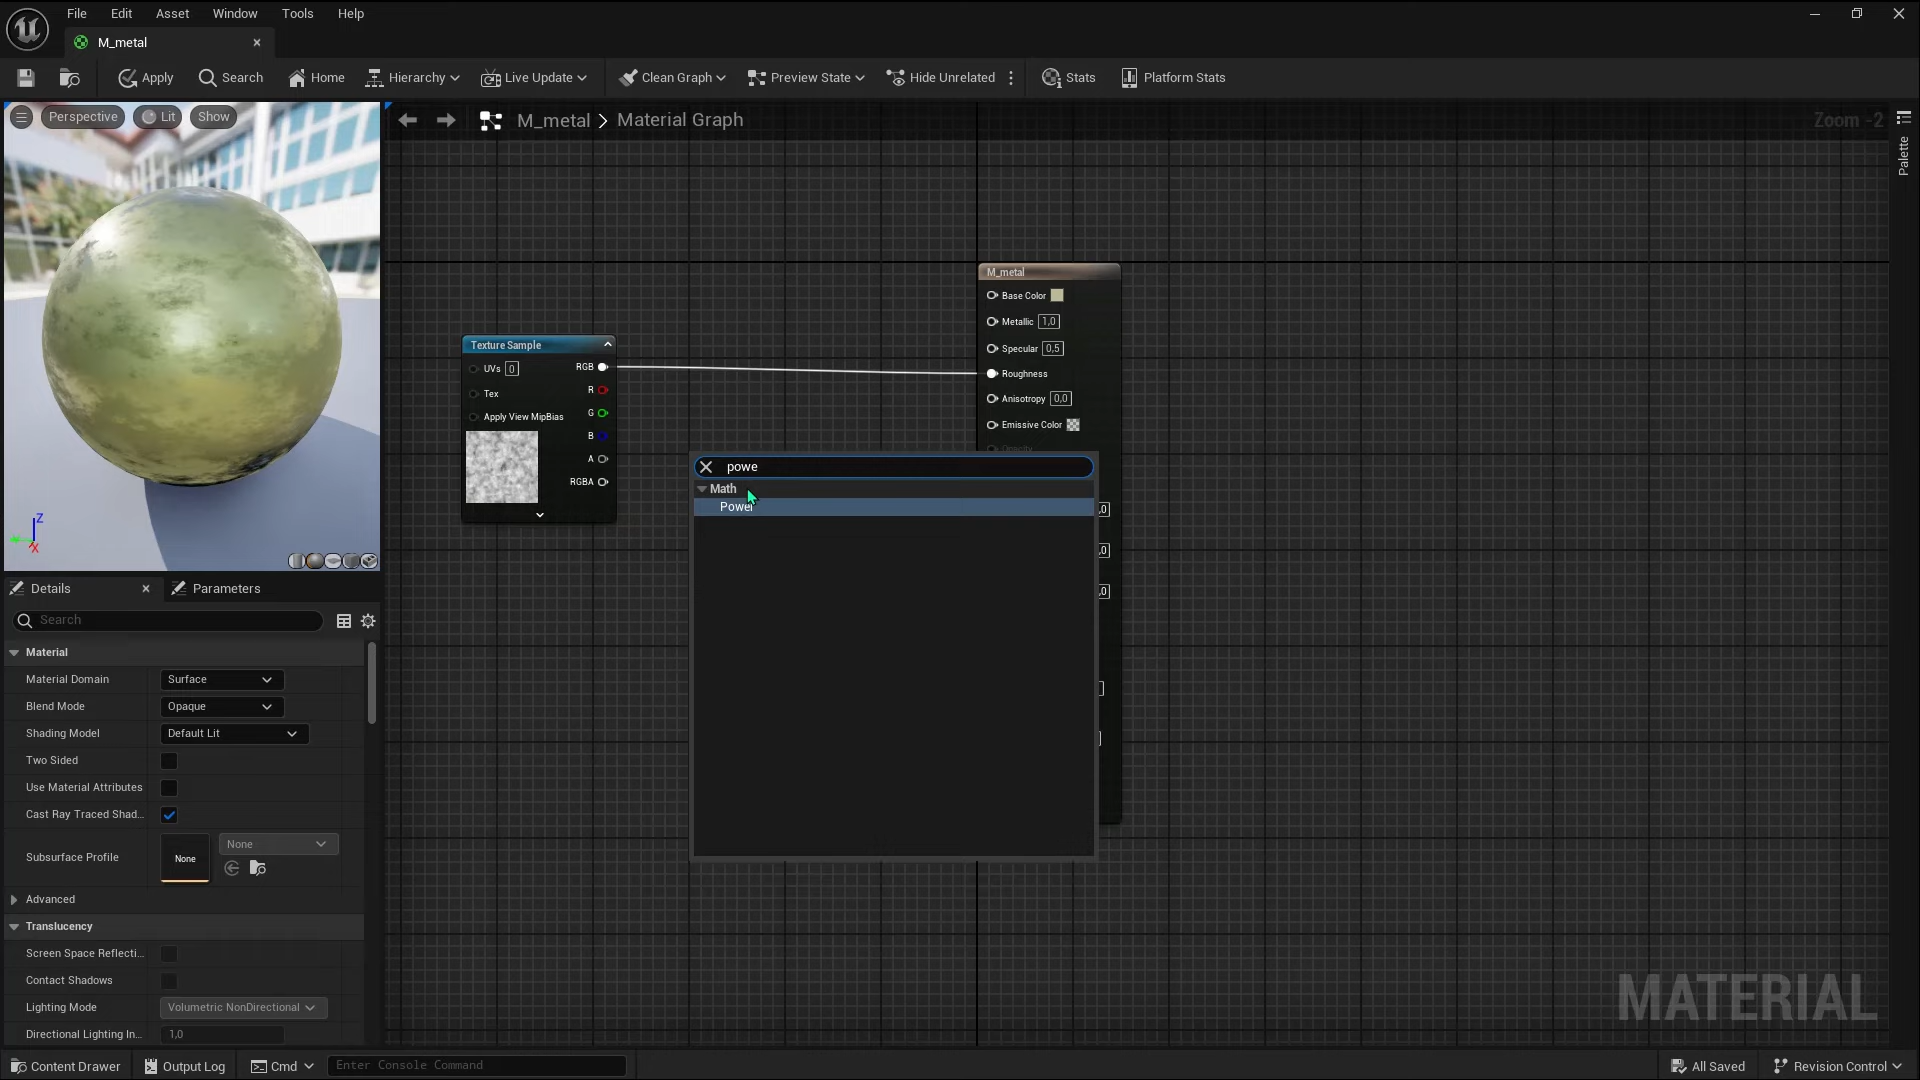 File Edit Asset Window Tools Help
M_metal
Apply Search Home Hierarchy Live Update Clean Graph Preview State Hide Unrelated Stats Platform Stats
Perspective Lit Show
M_metal > Material Graph
Zoom -2
Palette
M_metal
Base Color
Metallic 1,0
Specular 0,5
Roughness
Anisotropy 0,0
Emissive Color
Opacity
,0
,0
,0
Texture Sample
UVs 0 RGB
R
Tex
G
Apply View MipBias
B
A
RGBA
powe
Math
Power
Z
X
Details Parameters
Search
Material
Material Domain Surface
Blend Mode Opaque
Shading Model Default Lit
Two Sided
Use Material Attributes
Cast Ray Traced Shad...
Subsurface Profile None None
Advanced
Translucency
Screen Space Reflecti...
Contact Shadows
Lighting Mode Volumetric NonDirectional
Directional Lighting In... 1,0
MATERIAL
Content Drawer Output Log Cmd Enter Console Command All Saved Revision Control